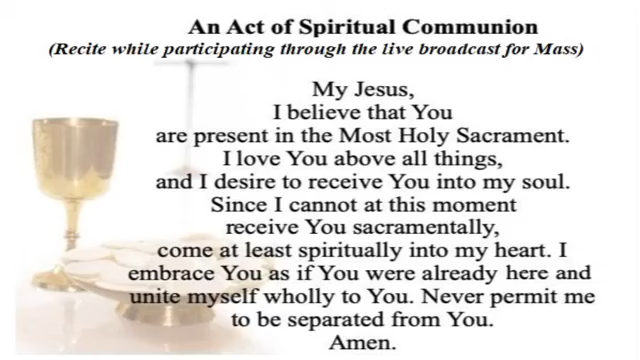 An Act of Spiritual Communion
(Recite while participating through the live broadcast for Mass)
My Jesus,
I believe that You
are present in the Most Holy Sacrament.
I love You above all things,
and I desire to receive You into my soul.
Since I cannot at this moment
receive You sacramentally,
come at least spiritually into my heart. I
embrace You as if You were already here and
unite myself wholly to You. Never permit me
to be separated from You.
Amen.